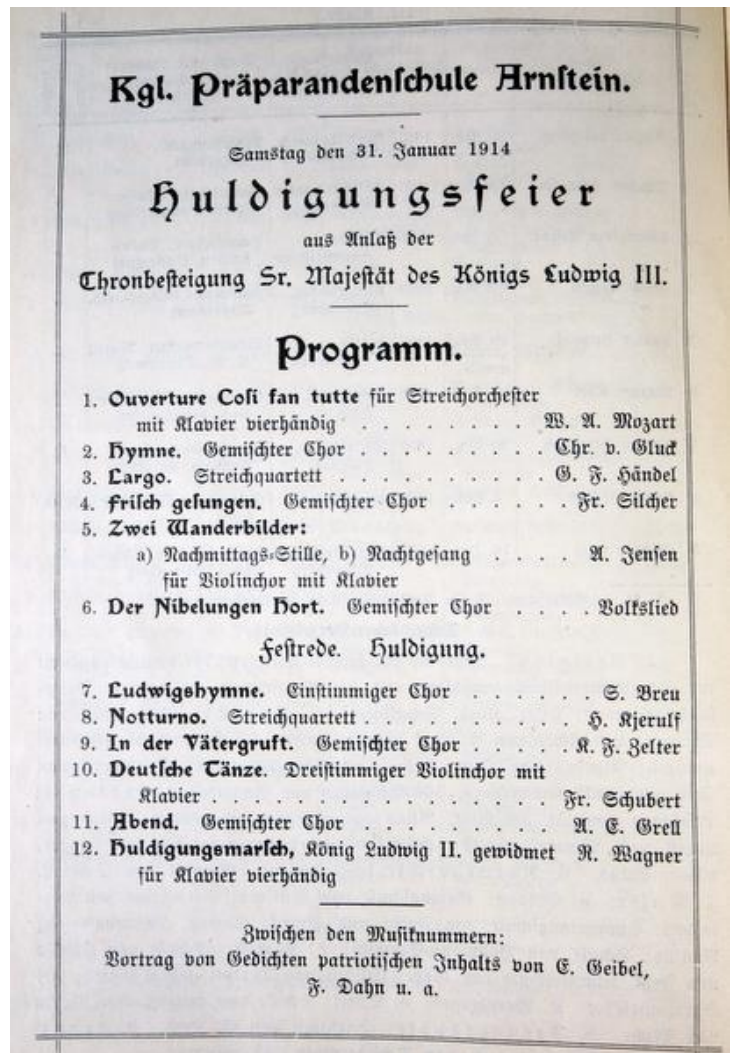 Kgl. Präparandenſchule Arnſtein.
Samstag den 31. Januar 1914
Huldigungsfeier
aus Anlaß der
Thronbeſteigung Sr. Majeſtät des Königs Ludwig III.
Programm.
1. Ouverture Coſi fan tutte für Streichorcheſter
mit Klavier vierhändig . . . . . . . . W. A. Mozart
2. Hymne. Gemiſchter Chor . . . . . . . . Chr. v. Gluck
3. Largo. Streichquartett . . . . . . . . . . G. F. Händel
4. Friſch geſungen. Gemiſchter Chor . . . . . . Fr. Silcher
5. Zwei Wanderbilder:
a) Nachmittags-Stille, b) Nachtgeſang . . . . . A. Jenſen
für Violinchor mit Klavier
6. Der Nibelungen Hort. Gemiſchter Chor . . . . Volkslied
Feſtrede. Huldigung.
7. Ludwigshymne. Einſtimmiger Chor . . . . . . . S. Breu
8. Notturno. Streichquartett . . . . . . . . . H. Kjerulf
9. In der Vätergruft. Gemiſchter Chor . . . . . K. F. Zelter
10. Deutſche Tänze. Dreiſtimmiger Violinchor mit
Klavier . . . . . . . . . . . . . . . Fr. Schubert
11. Abend. Gemiſchter Chor . . . . . . . . . A. E. Grell
12. Huldigungsmarſch, König Ludwig II. gewidmet R. Wagner
für Klavier vierhändig
Zwiſchen den Muſiknummern:
Vortrag von Gedichten patriotiſchen Inhalts von E. Geibel,
F. Dahn u. a.